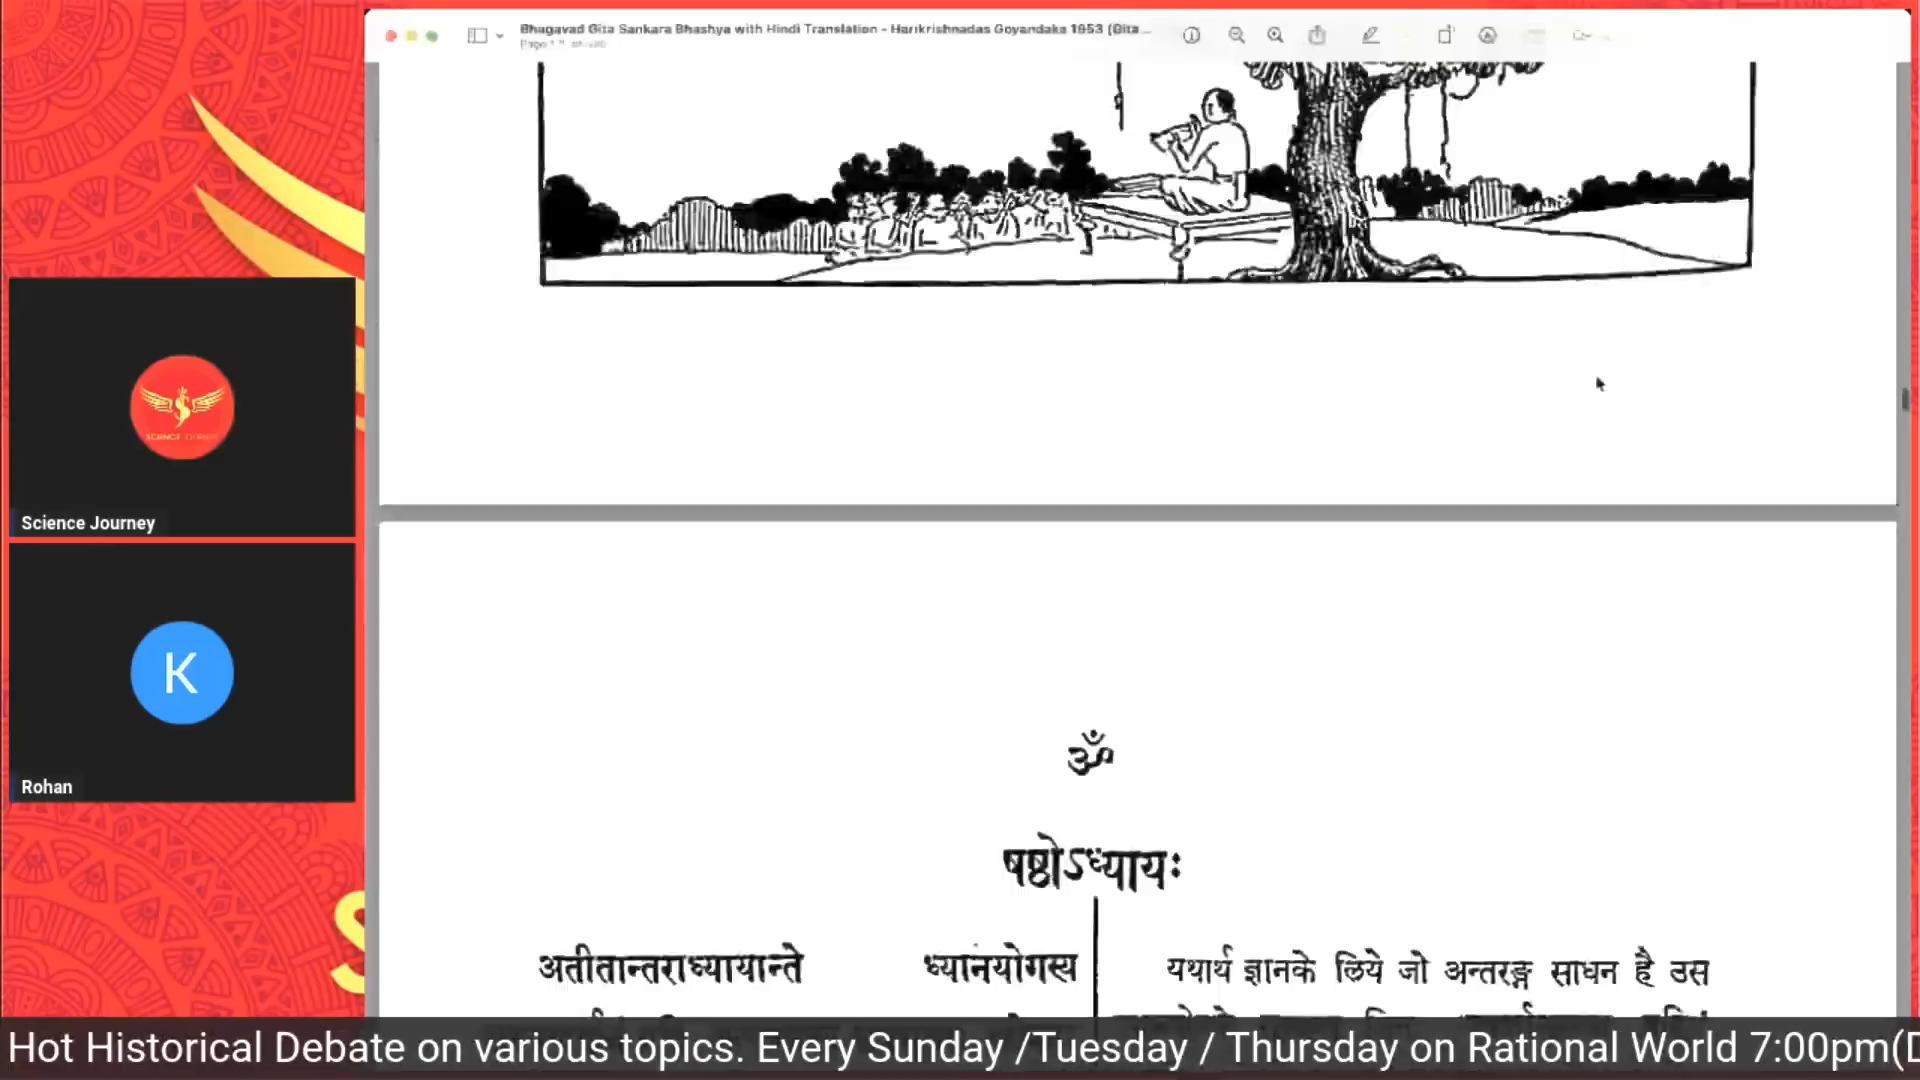 Bhagavad Gita Sankara Bhashya with Hindi Translation - Harikrishnadas Goyandaka 1953 (Gita...
SCIENCE JOURNEY
Science Journey
K
Rohan
ॐ
षष्ठोऽध्यायः
अतीतान्तराध्यायान्ते ध्यानयोगस्य
यथार्थ ज्ञानके लिये जो अन्तरङ्ग साधन है उस
Hot Historical Debate on various topics. Every Sunday /Tuesday / Thursday on Rational World 7:00pm(